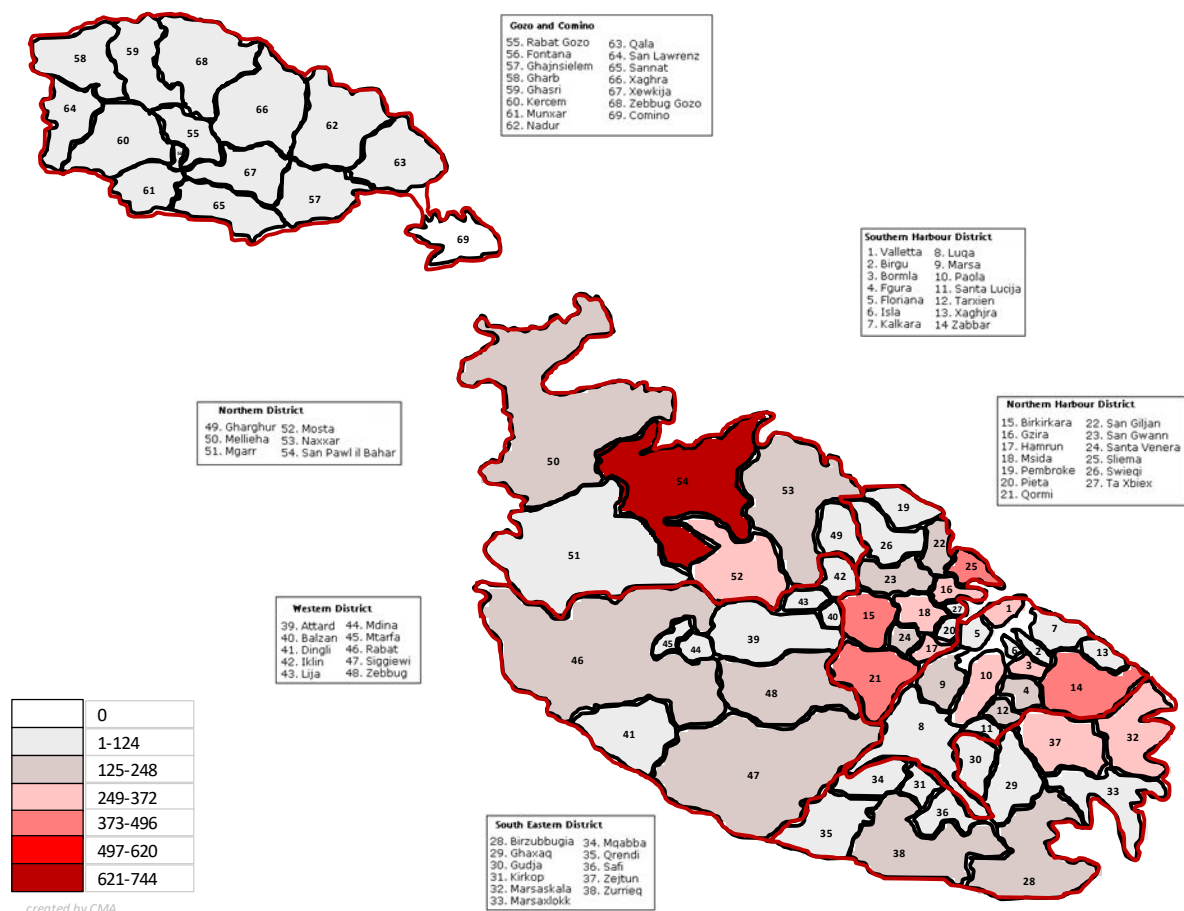 Gozo and Comino
55. Rabat Gozo 63. Qala
56. Fontana 64. San Lawrenz
57. Ghajnsielem 65. Sannat
58. Gharb 66. Xaghra
59. Ghasri 67. Xewkija
60. Kercem 68. Zebbug Gozo
61. Munxar 69. Comino
62. Nadur
58
59
68
64
66
62
55
60
63
67
61
57
65
69
Southern Harbour District
1. Valletta 8. Luqa
2. Birgu 9. Marsa
3. Bormla 10. Paola
4. Fgura 11. Santa Lucija
5. Floriana 12. Tarxien
6. Isla 13. Xaghjra
7. Kalkara 14 Zabbar
Northern District
49. Gharghur 52. Mosta
50. Mellieha 53. Naxxar
51. Mgarr 54. San Pawl il Bahar
Northern Harbour District
15. Birkirkara 22. San Giljan
16. Gzira 23. San Gwann
17. Hamrun 24. Santa Venera
18. Msida 25. Sliema
19. Pembroke 26. Swieqi
20. Pieta 27. Ta Xbiex
21. Qormi
Western District
39. Attard 44. Mdina
40. Balzan 45. Mtarfa
41. Dingli 46. Rabat
42. Iklin 47. Siggiewi
43. Lija 48. Zebbug
50
54
53
19
49
26
22
51
25
52
42
23
16
43
15
18
27
1
40
20
5
7
39
24
17
45
44
6
2
13
46
3
21
10
9
14
4
48
12
41
8
11
32
37
30
47
34
31
29
33
36
35
38
28
0
1-124
125-248
249-372
373-496
497-620
621-744
South Eastern District
28. Birzubbugia 34. Mqabba
29. Ghaxaq 35. Qrendi
30. Gudja 36. Safi
31. Kirkop 37. Zejtun
32. Marsaskala 38. Zurrieq
33. Marsaxlokk
created by CMA